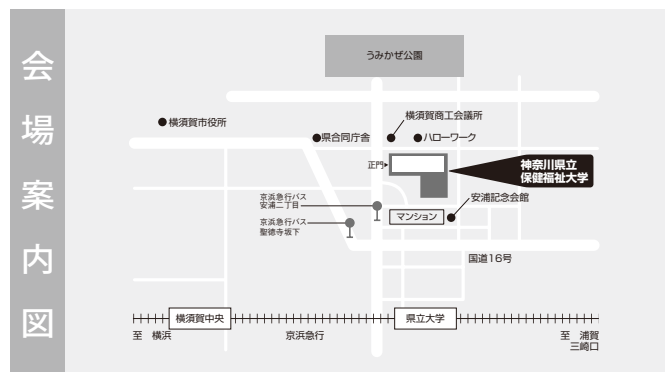 会場案内図
うみかぜ公園
横須賀商工会議所
横須賀市役所
県合同庁舎
ハローワーク
正門
神奈川県立
保健福祉大学
京浜急行バス
安浦二丁目
安浦記念会館
マンション
京浜急行バス
聖徳寺坂下
国道16号
横須賀中央
県立大学
至 横浜
京浜急行
至 浦賀
三崎口